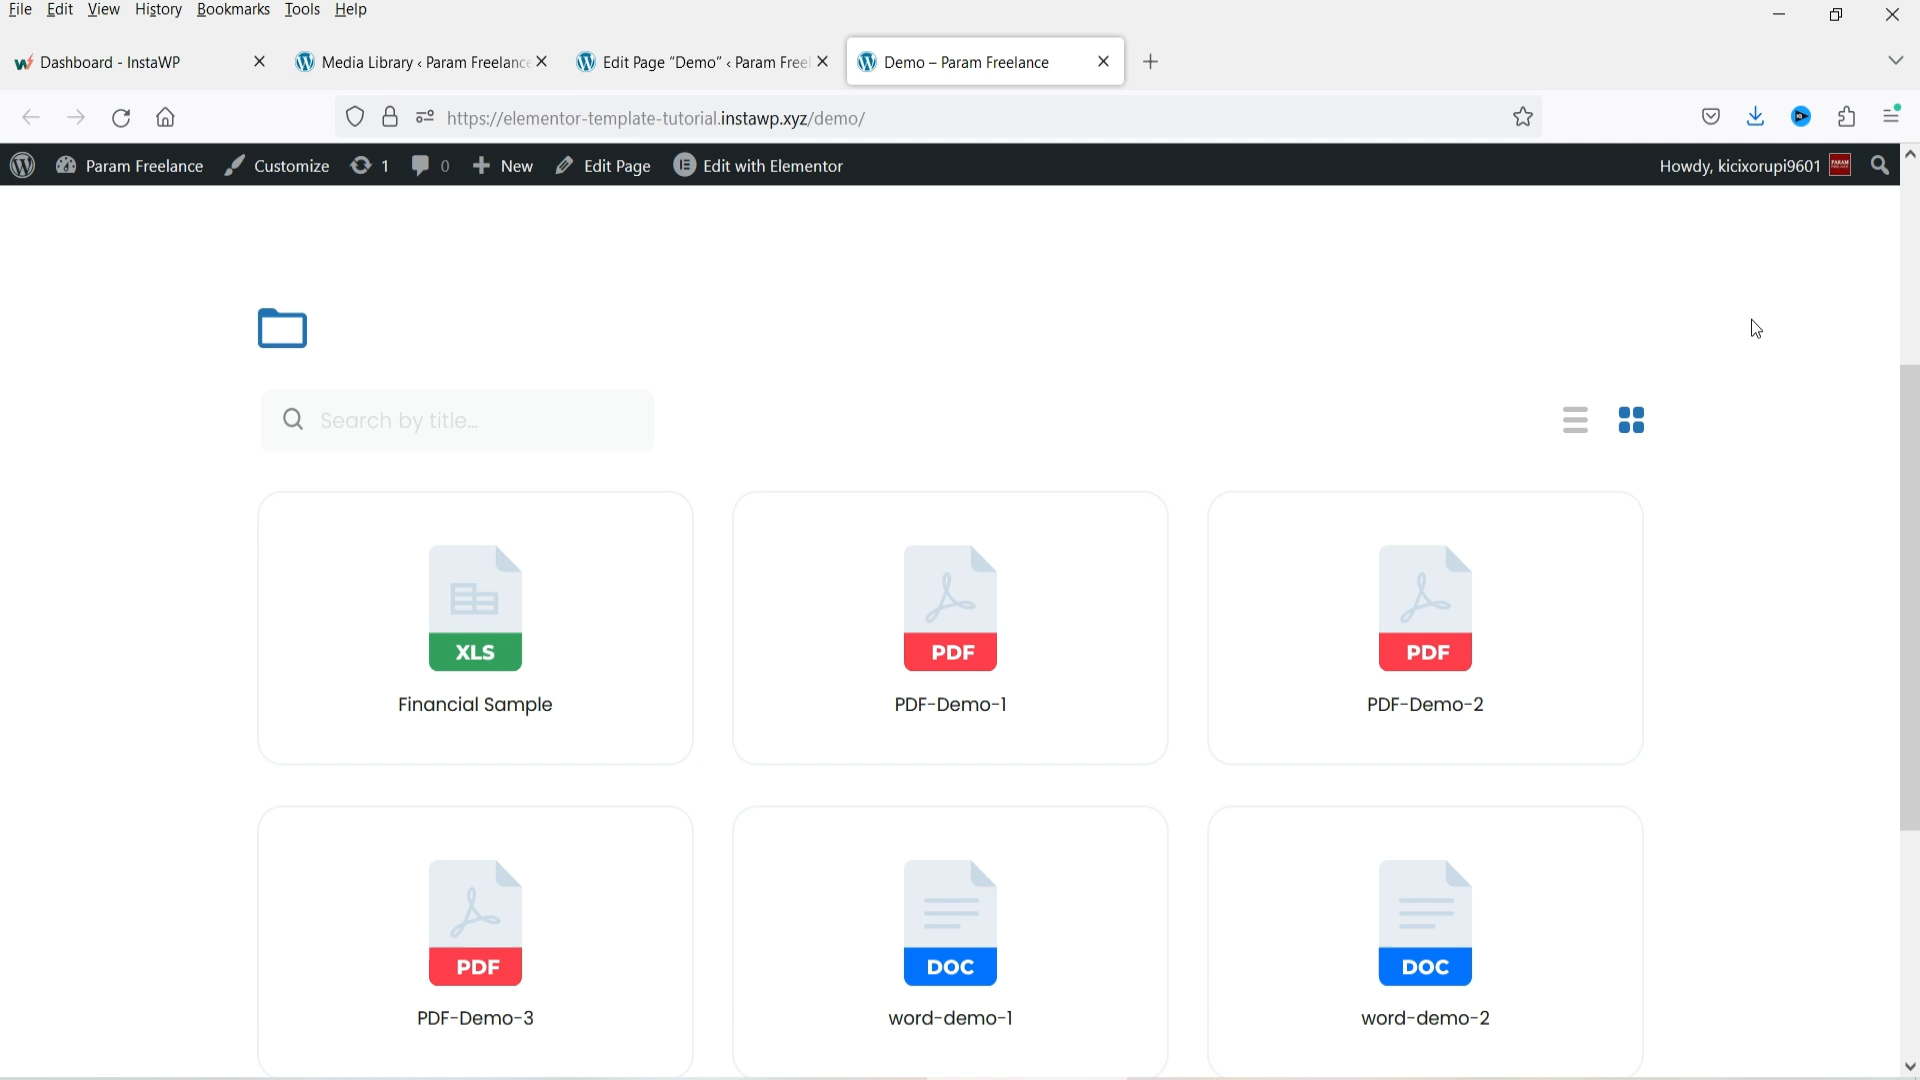 File Edit View History Bookmarks Tools Help
Dashboard - InstaWP Media Library ‹ Param Freelance Edit Page “Demo” ‹ Param Freel Demo – Param Freelance
https://elementor-template-tutorial.instawp.xyz/demo/
Param Freelance Customize 1 0 New Edit Page Edit with Elementor Howdy, kicixorupi9601
Search by title...
XLS PDF PDF
Financial Sample PDF-Demo-1 PDF-Demo-2
PDF DOC DOC
PDF-Demo-3 word-demo-1 word-demo-2